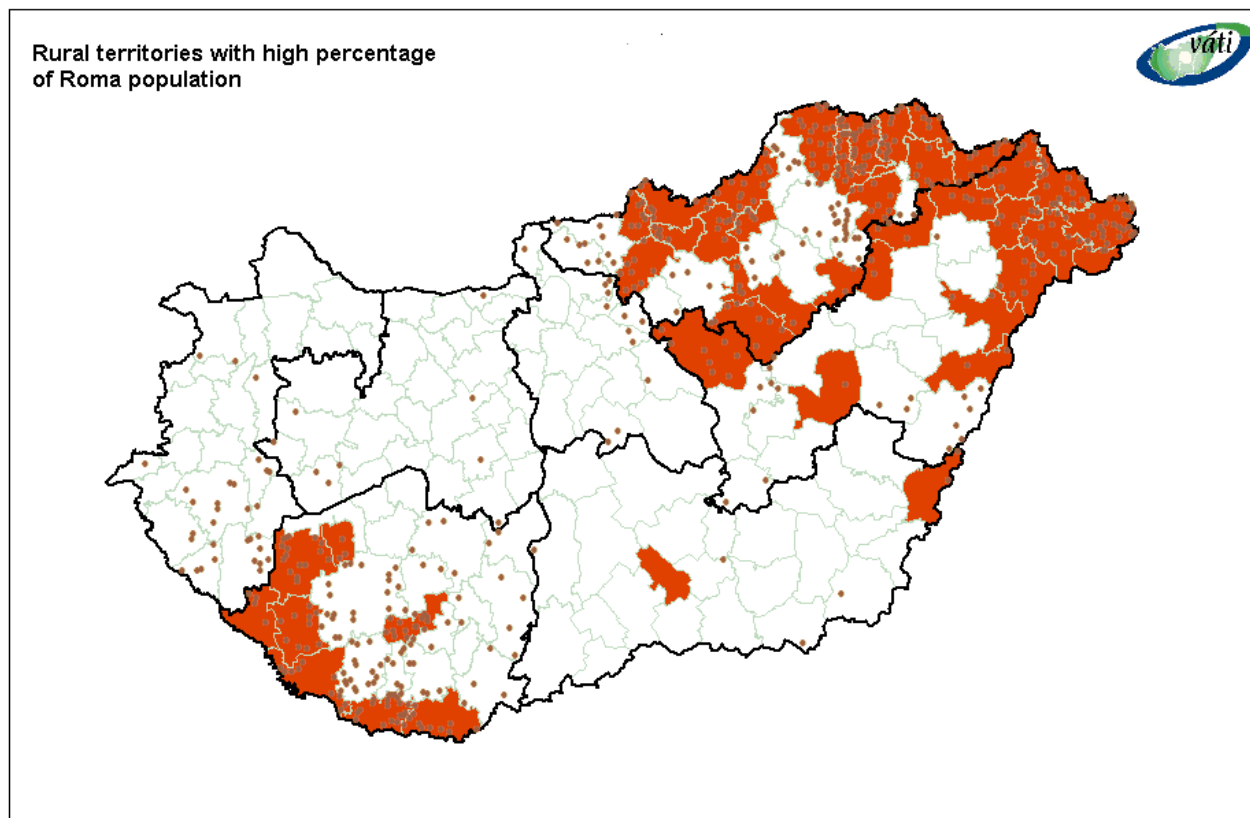 Rural territories with high percentage
of Roma population
váti